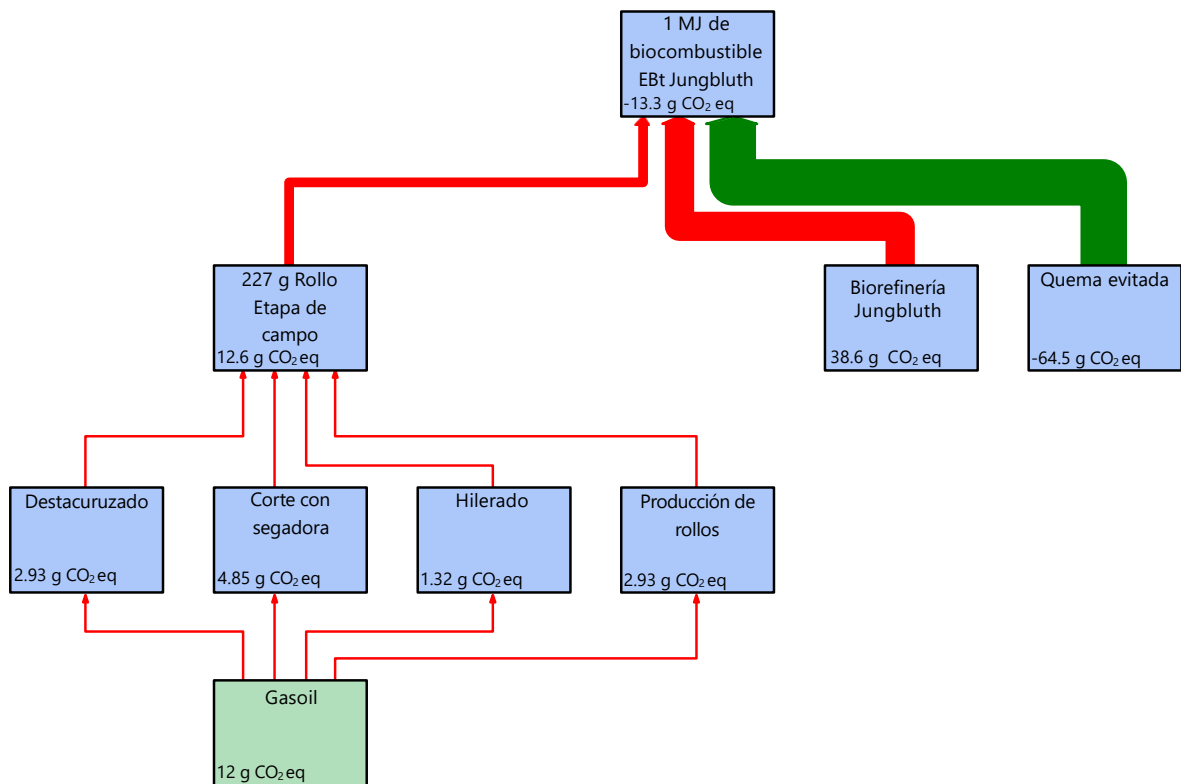 1 MJ de
biocombustible
EBt Jungbluth
-13.3 g CO₂ eq
227 g Rollo
Etapa de
campo
12.6 g CO₂ eq
Biorefinería
Jungbluth
38.6 g CO₂ eq
Quema evitada
-64.5 g CO₂ eq
Destacuruzado
2.93 g CO₂ eq
Corte con
segadora
4.85 g CO₂ eq
Hilerado
1.32 g CO₂ eq
Producción de
rollos
2.93 g CO₂ eq
Gasoil
12 g CO₂ eq